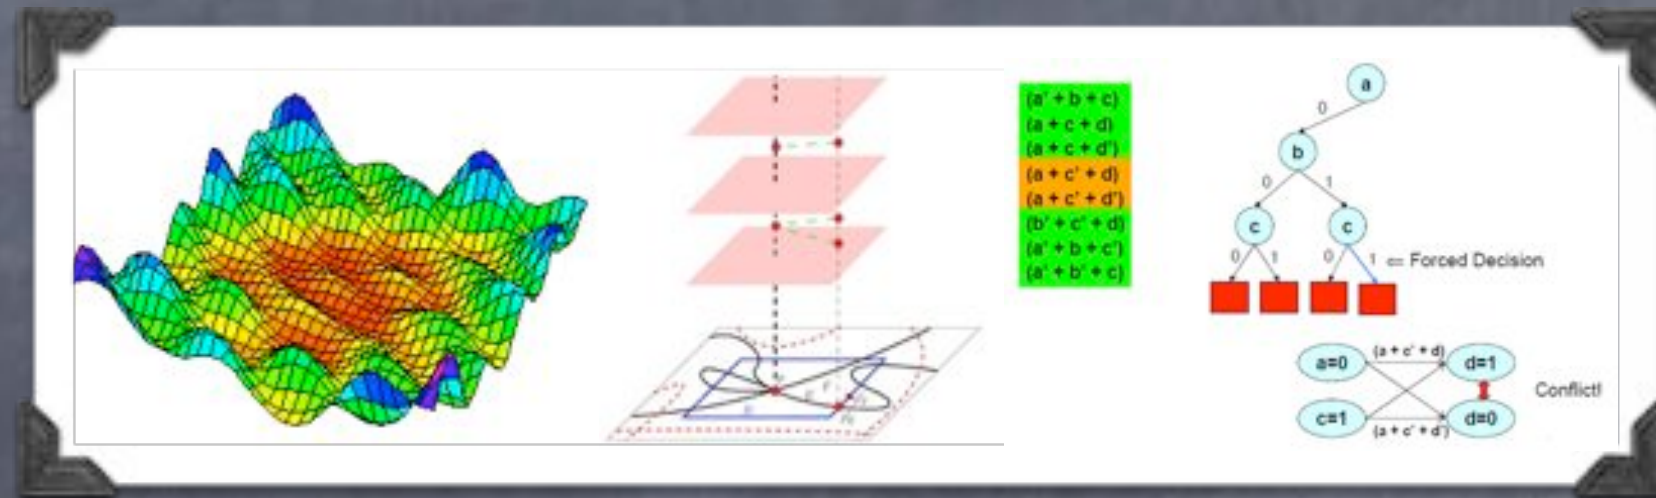 (a' + b + c)
(a + c + d)
(a + c + d')
(a + c' + d)
(a + c' + d')
(b' + c' + d)
(a' + b + c')
(a' + b' + c)
a
0
b
0 1
c c
0 1 0 1 ⇐ Forced Decision
a=0 (a + c' + d) d=1
Conflict!
c=1 (a + c' + d') d=0